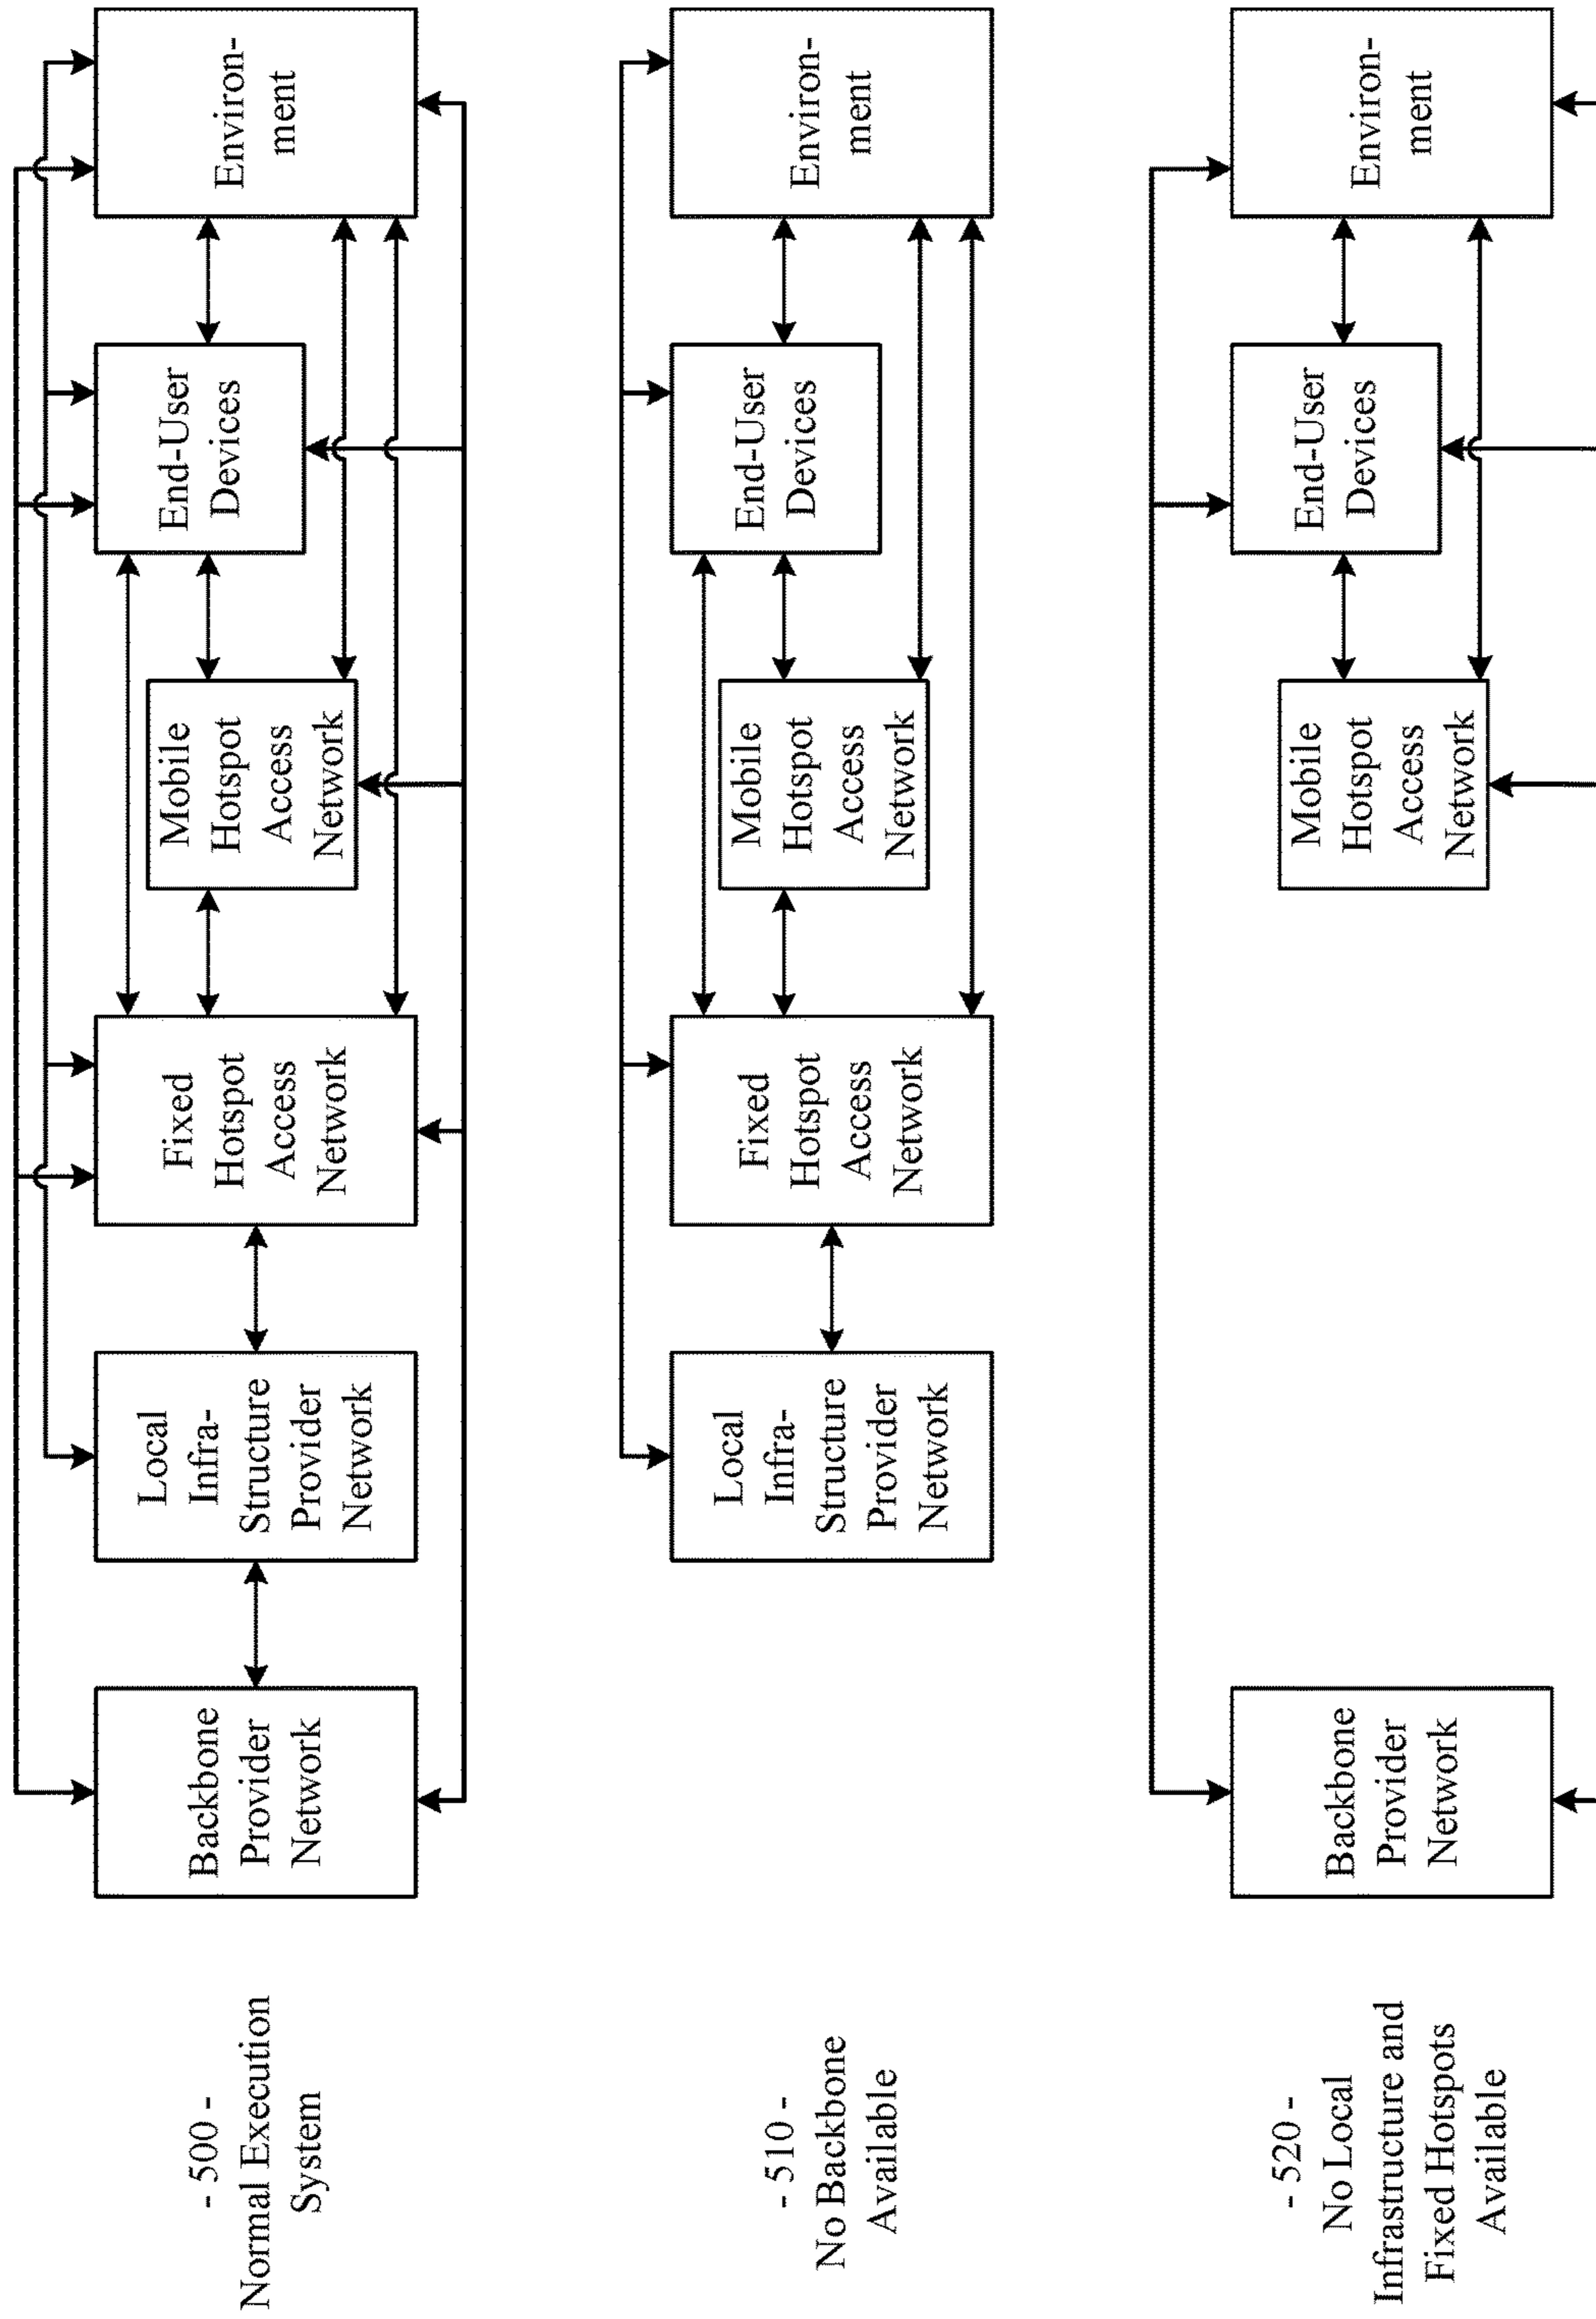 - 500 -
Normal Execution
System
Backbone
Provider
Network
Local
Infra-
Structure
Provider
Network
Fixed
Hotspot
Access
Network
Mobile
Hotspot
Access
Network
End-User
Devices
Environ-
ment
- 510 -
No Backbone
Available
Local
Infra-
Structure
Provider
Network
Fixed
Hotspot
Access
Network
Mobile
Hotspot
Access
Network
End-User
Devices
Environ-
ment
- 520 -
No Local
Infrastructure and
Fixed Hotspots
Available
Backbone
Provider
Network
Mobile
Hotspot
Access
Network
End-User
Devices
Environ-
ment